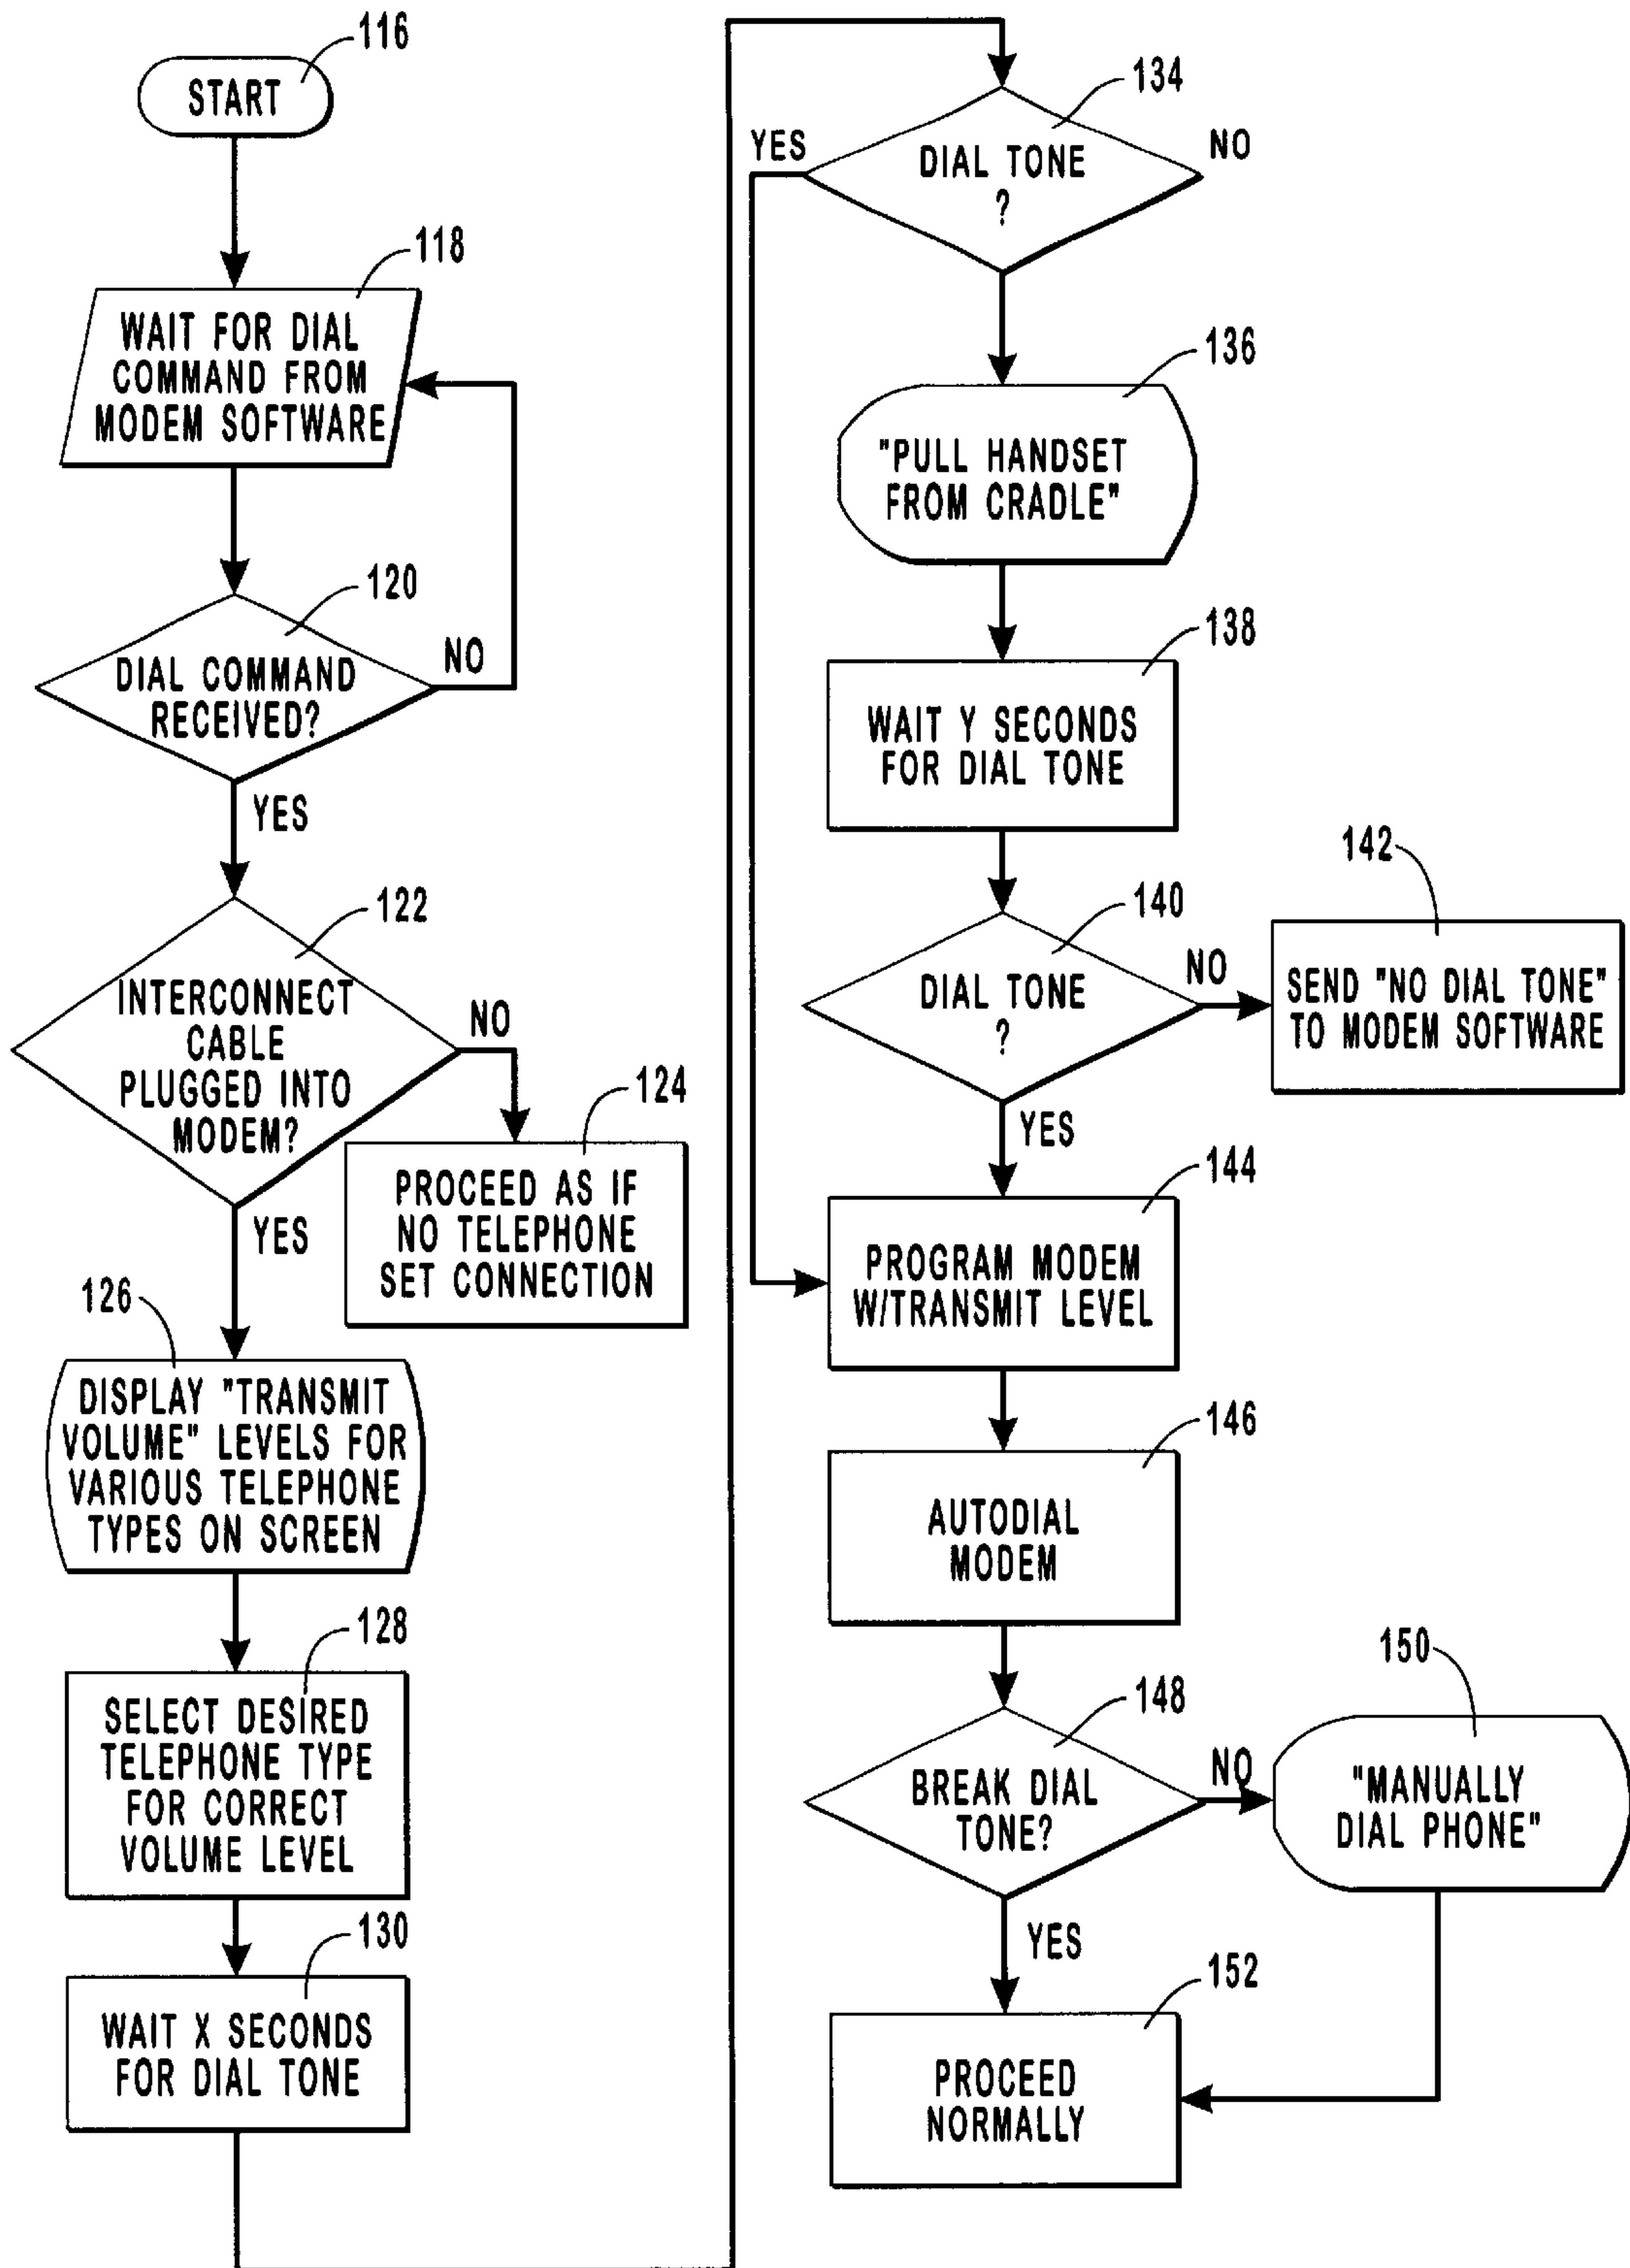 116
START
118
WAIT FOR DIAL
COMMAND FROM
MODEM SOFTWARE
120
DIAL COMMAND
RECEIVED?
NO
YES
122
INTERCONNECT
CABLE
PLUGGED INTO
MODEM?
NO
YES
124
PROCEED AS IF
NO TELEPHONE
SET CONNECTION
126
DISPLAY "TRANSMIT
VOLUME" LEVELS FOR
VARIOUS TELEPHONE
TYPES ON SCREEN
128
SELECT DESIRED
TELEPHONE TYPE
FOR CORRECT
VOLUME LEVEL
130
WAIT X SECONDS
FOR DIAL TONE
134
YES
DIAL TONE
?
NO
136
"PULL HANDSET
FROM CRADLE"
138
WAIT Y SECONDS
FOR DIAL TONE
140
DIAL TONE
?
NO
YES
142
SEND "NO DIAL TONE"
TO MODEM SOFTWARE
144
PROGRAM MODEM
W/TRANSMIT LEVEL
146
AUTODIAL
MODEM
148
BREAK DIAL
TONE?
NO
YES
150
"MANUALLY
DIAL PHONE"
152
PROCEED
NORMALLY